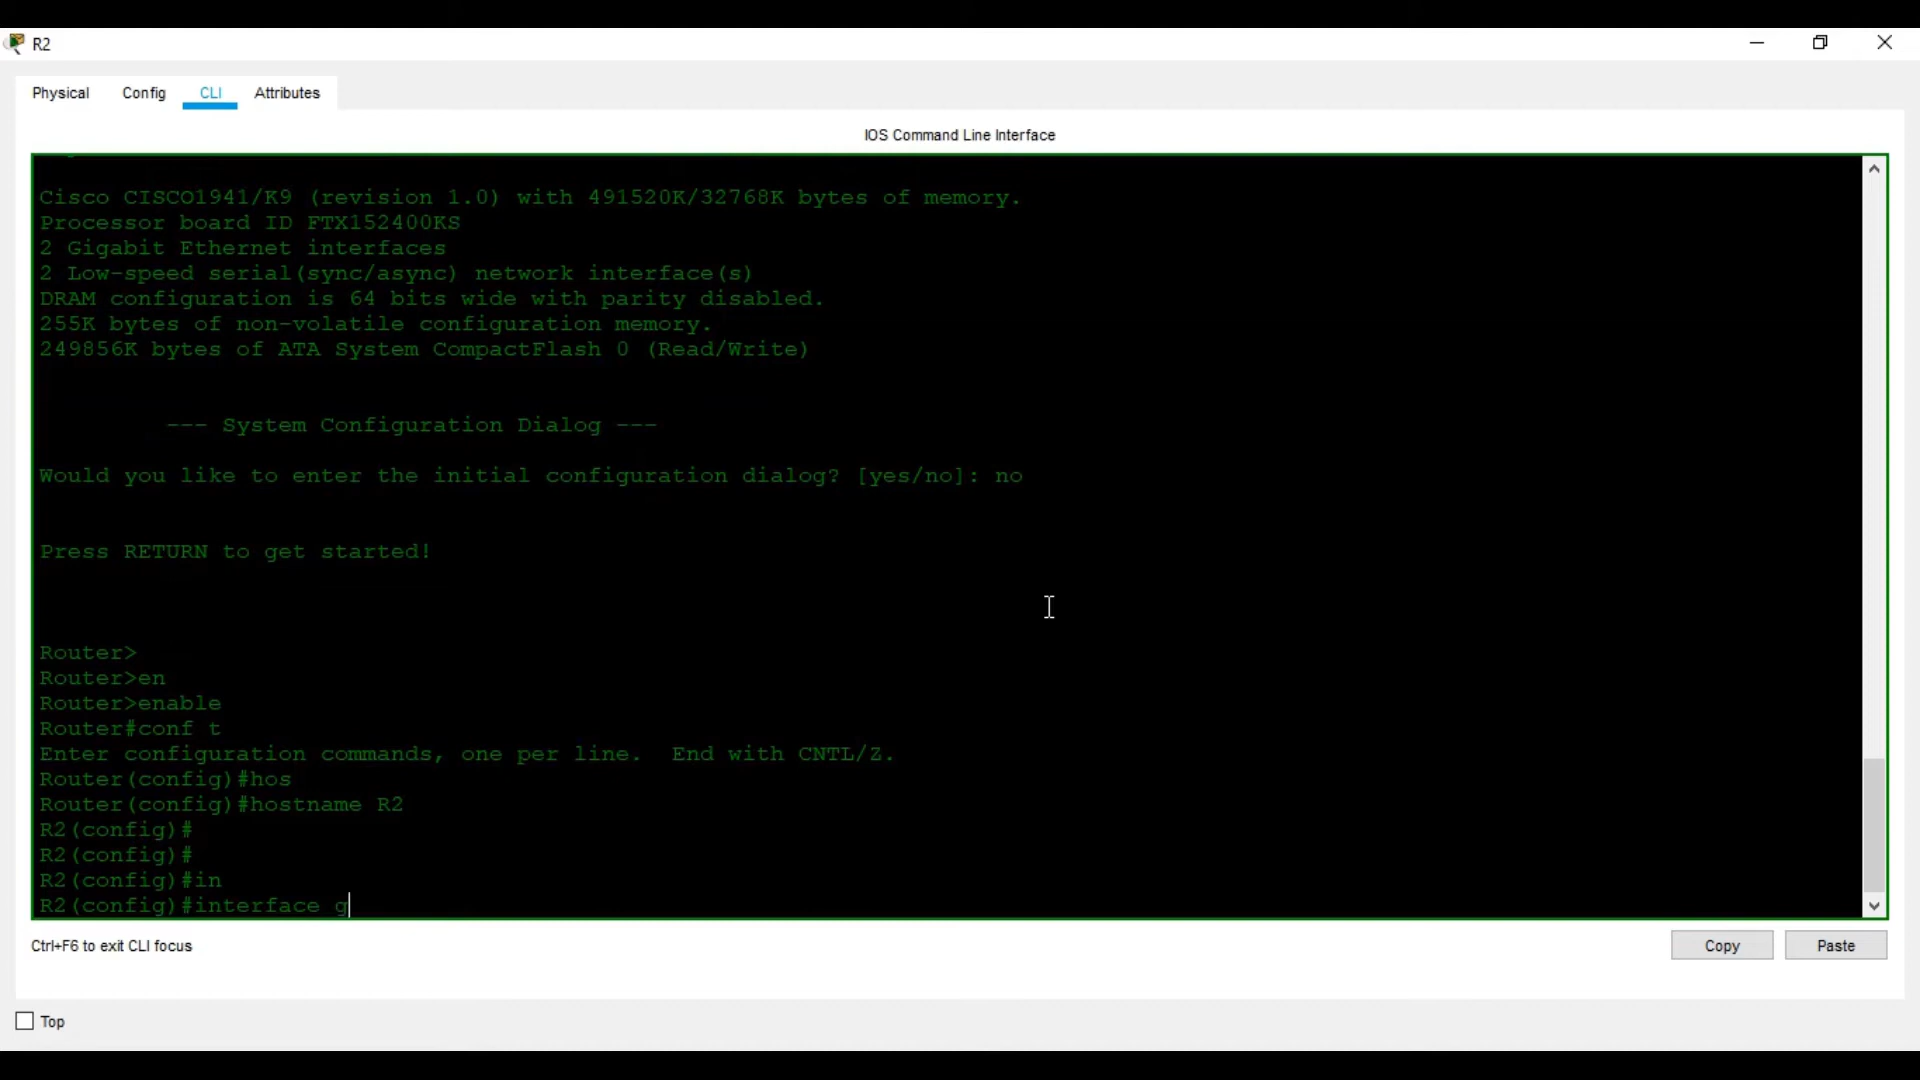 R2
Physical Config CLI Attributes
IOS Command Line Interface
Cisco CISCO1941/K9 (revision 1.0) with 491520K/32768K bytes of memory.
Processor board ID FTX152400KS
2 Gigabit Ethernet interfaces
2 Low-speed serial(sync/async) network interface(s)
DRAM configuration is 64 bits wide with parity disabled.
255K bytes of non-volatile configuration memory.
249856K bytes of ATA System CompactFlash 0 (Read/Write)
--- System Configuration Dialog ---
Would you like to enter the initial configuration dialog? [yes/no]: no
Press RETURN to get started!
Router>
Router>en
Router>enable
Router#conf t
Enter configuration commands, one per line.  End with CNTL/Z.
Router(config)#hos
Router(config)#hostname R2
R2(config)#
R2(config)#
R2(config)#in
R2(config)#interface g
Ctrl+F6 to exit CLI focus
Copy Paste
Top